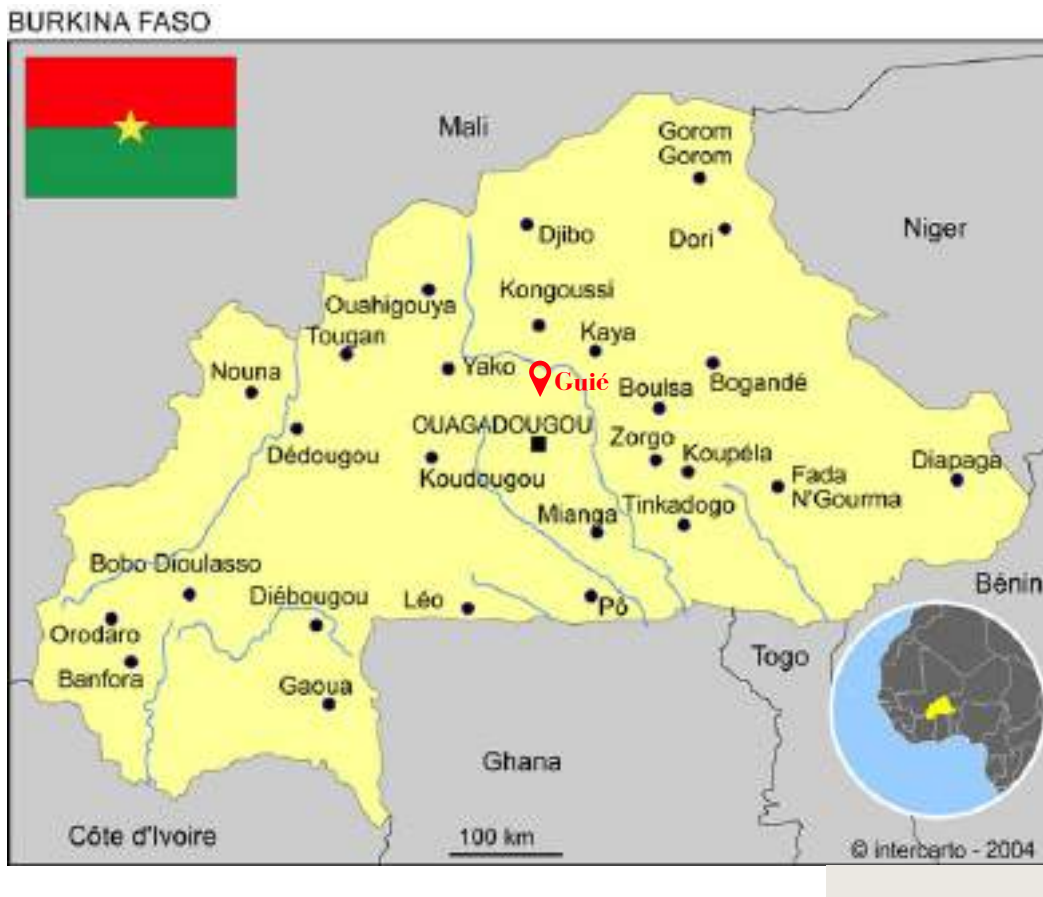 BURKINA FASO
Mali
Gorom
Gorom
Niger
Djibo
Dori
Ouahigouya
Kongoussi
Tougan
Kaya
Nouna
Yako
Guié
Boulsa
Bogandé
OUAGADOUGOU
Dédougou
Koudougou
Zorgo
Koupéla
Diapaga
Fada
N'Gourma
Mianga
Tinkadogo
Bobo Dioulasso
Diébougou
Léo
Pô
Bénin
Orodaro
Banfora
Gaoua
Togo
Ghana
Côte d'Ivoire
100 km
© intercarto - 2004